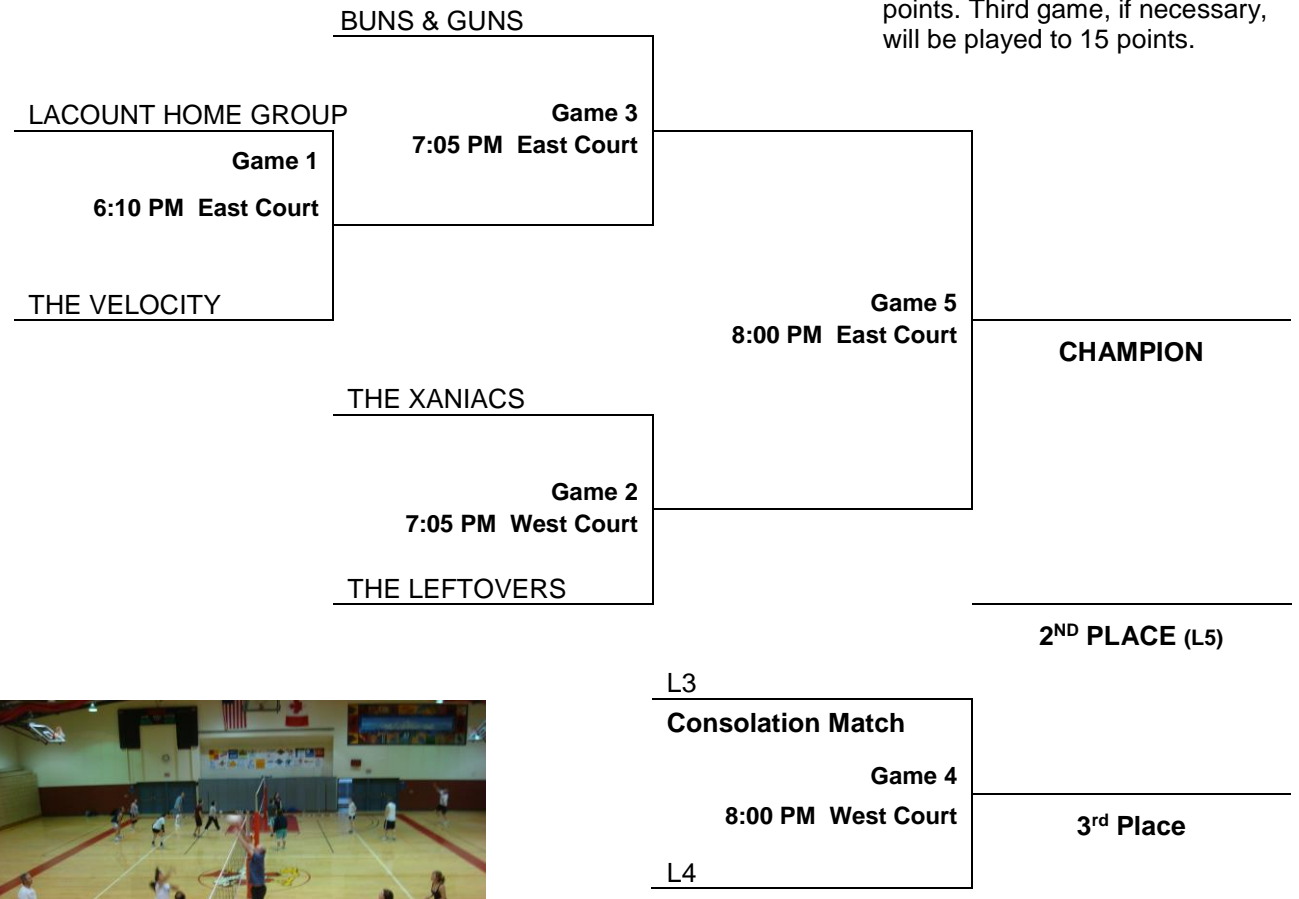 BUNS & GUNS
points. Third game, if necessary,
will be played to 15 points.
LACOUNT HOME GROUP
Game 3
7:05 PM East Court
Game 1
6:10 PM East Court
THE VELOCITY
Game 5
8:00 PM East Court
CHAMPION
THE XANIACS
Game 2
7:05 PM West Court
THE LEFTOVERS
2ND PLACE (L5)
L3
Consolation Match
Game 4
8:00 PM West Court
3rd Place
L4